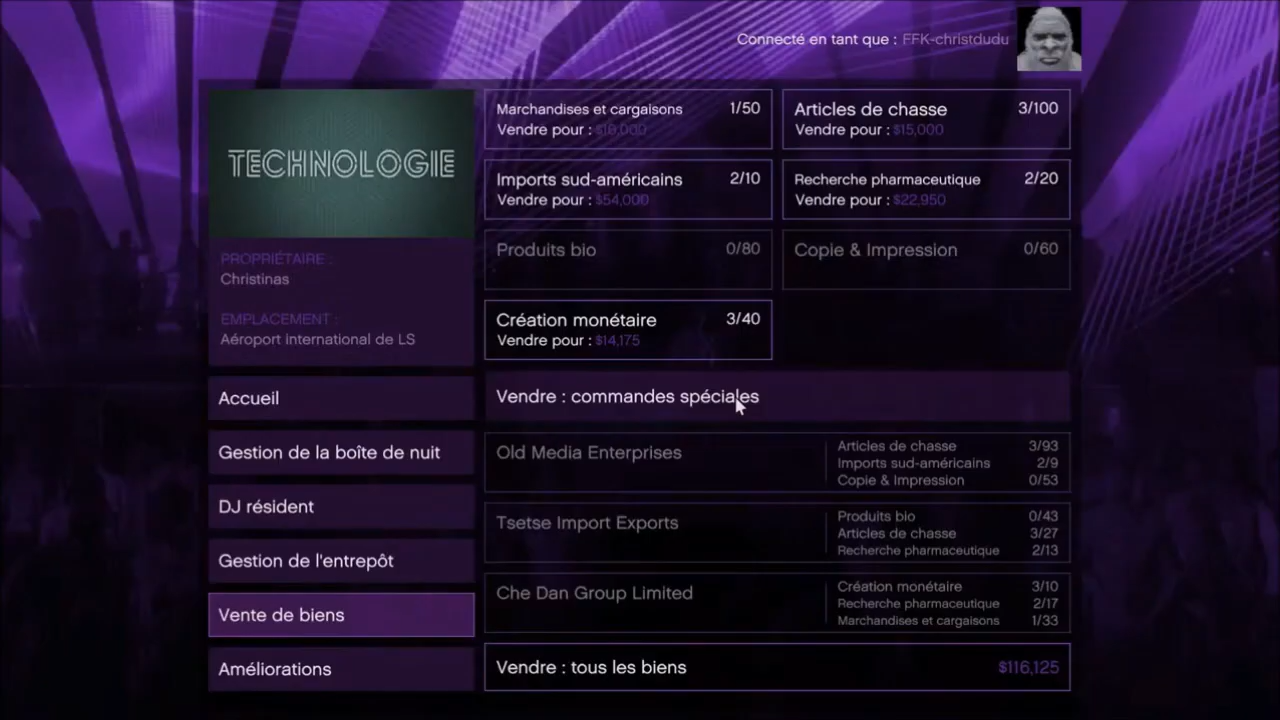 Connecté en tant que : FFK-christdudu
TECHNOLOGIE
PROPRIÉTAIRE :
Christinas
EMPLACEMENT :
Aéroport international de LS
Accueil
Gestion de la boîte de nuit
DJ résident
Gestion de l'entrepôt
Vente de biens
Améliorations
Marchandises et cargaisons 1/50
Vendre pour : $10,000
Articles de chasse 3/100
Vendre pour : $15,000
Imports sud-américains 2/10
Vendre pour : $54,000
Recherche pharmaceutique 2/20
Vendre pour : $22,950
Produits bio 0/80
Copie & Impression 0/60
Création monétaire 3/40
Vendre pour : $14,175
Vendre : commandes spéciales
Old Media Enterprises
Articles de chasse 3/93
Imports sud-américains 2/9
Copie & Impression 0/53
Tsetse Import Exports
Produits bio 0/43
Articles de chasse 3/27
Recherche pharmaceutique 2/13
Che Dan Group Limited
Création monétaire 3/10
Recherche pharmaceutique 2/17
Marchandises et cargaisons 1/33
Vendre : tous les biens $116,125